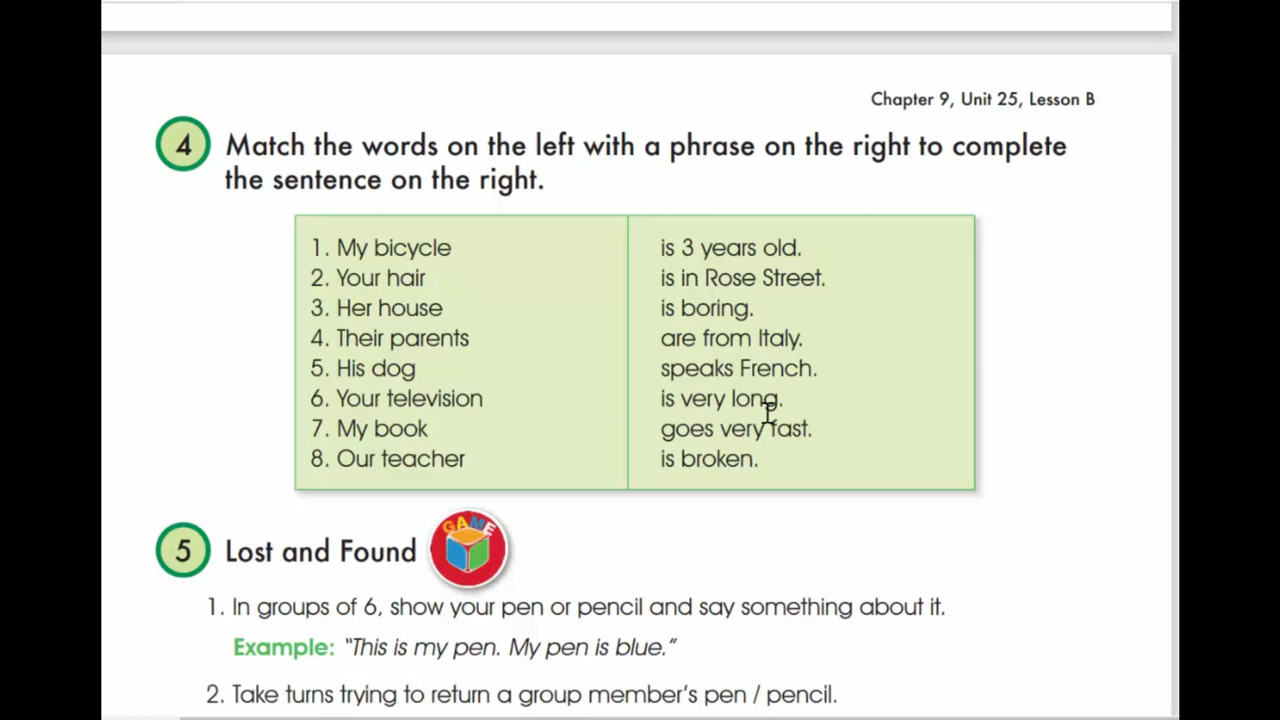 Chapter 9, Unit 25, Lesson B
4 Match the words on the left with a phrase on the right to complete
the sentence on the right.
1. My bicycle is 3 years old.
2. Your hair is in Rose Street.
3. Her house is boring.
4. Their parents are from Italy.
5. His dog speaks French.
6. Your television is very long.
7. My book goes very fast.
8. Our teacher is broken.
5 Lost and Found GAME
1. In groups of 6, show your pen or pencil and say something about it.
Example: “This is my pen. My pen is blue.”
2. Take turns trying to return a group member’s pen / pencil.